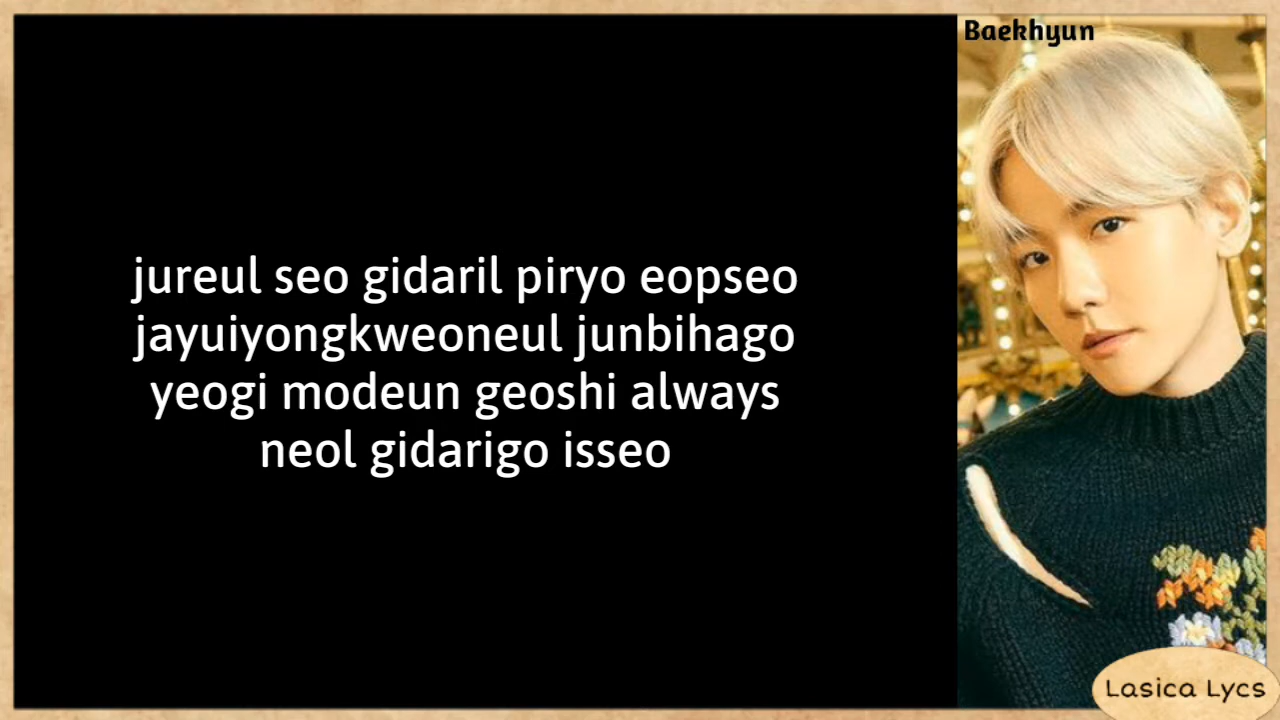 Baekhyun
jureul seo gidaril piryo eopseo
jayuiyongkweoneul junbihago
yeogi modeun geoshi always
neol gidarigo isseo
Lasica Lycs